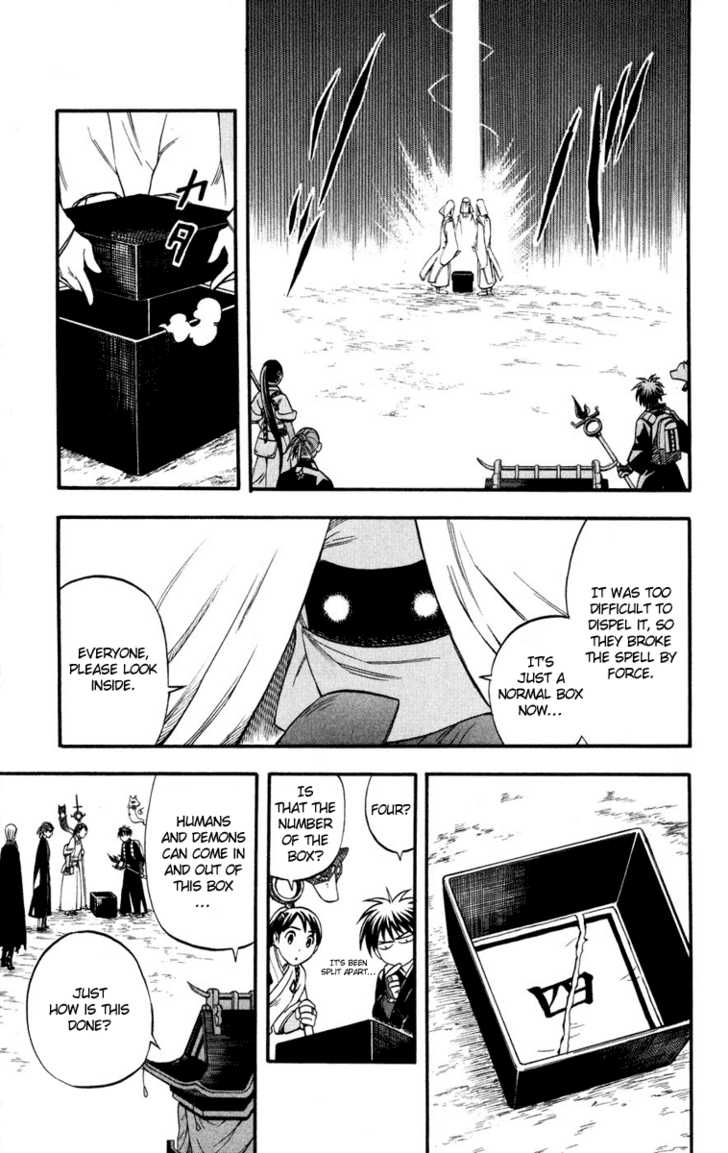 カタ
IT WAS TOO
DIFFICULT TO
DISPEL IT, SO
THEY BROKE
THE SPELL BY
FORCE.
IT'S
JUST A
NORMAL BOX
NOW...
EVERYONE,
PLEASE LOOK
INSIDE.
四
FOUR?
IS
THAT THE
NUMBER
OF THE
BOX?
IT'S BEEN
SPLIT APART...
HUMANS
AND DEMONS
CAN COME IN
AND OUT OF
THIS BOX
...
JUST
HOW IS THIS
DONE?